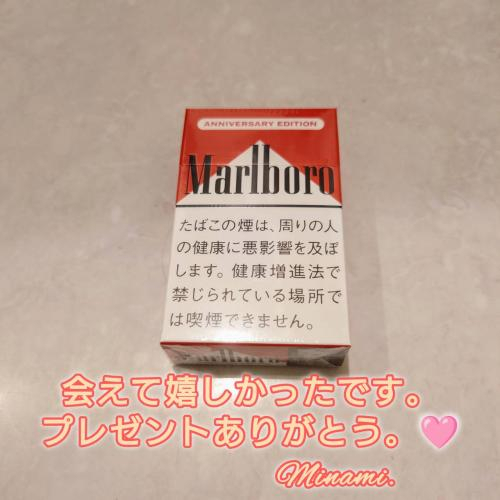 ANNIVERSARY EDITION
Marlboro
たばこの煙は、周りの人
の健康に悪影響を及ぼ
します。健康増進法で
禁じられている場所で
は喫煙できません。
Marlboro
会えて嬉しかったです。
プレゼントありがとう。🩷
Minami.